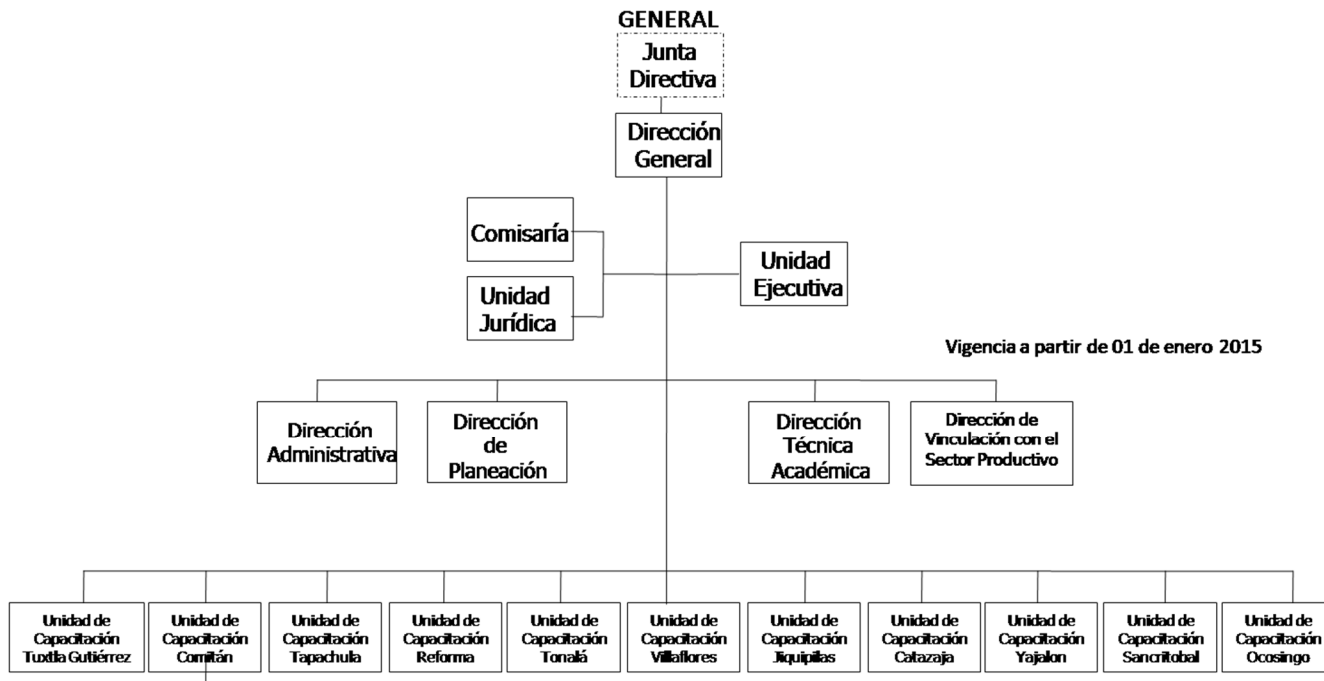 GENERAL
Junta
Directiva
Dirección
General
Comisaría
Unidad
Ejecutiva
Unidad
Jurídica
Vigencia a partir de 01 de enero 2015
Dirección
Administrativa
Dirección
de
Planeación
Dirección
Técnica
Académica
Dirección de
Vinculación con el
Sector Productivo
Unidad de
Capacitación
Tuxtla Gutiérrez
Unidad de
Capacitación
Comitán
Unidad de
Capacitación
Tapachula
Unidad de
Capacitación
Reforma
Unidad de
Capacitación
Tonalá
Unidad de
Capacitación
Villaflores
Unidad de
Capacitación
Jiquipilas
Unidad de
Capacitación
Catazaja
Unidad de
Capacitación
Yajalon
Unidad de
Capacitación
Sancritobal
Unidad de
Capacitación
Ocosingo